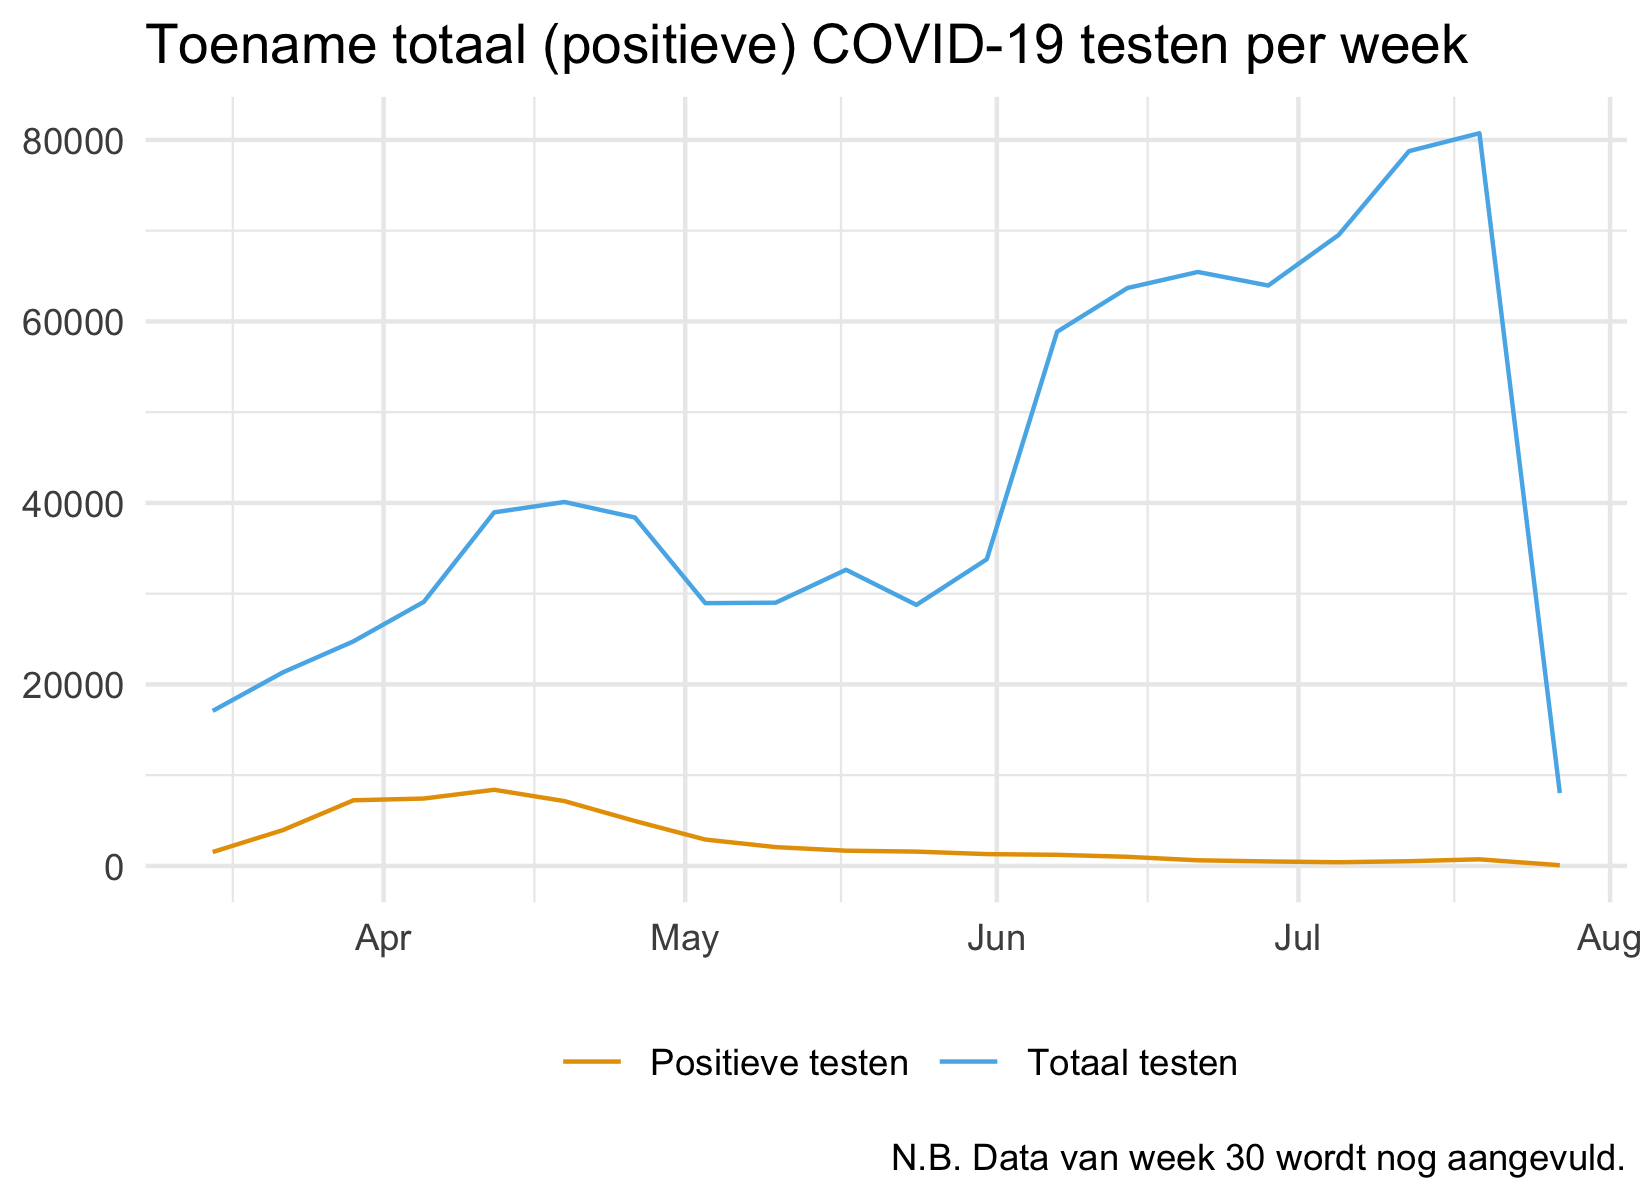 Toename totaal (positieve) COVID-19 testen per week
80000
60000
40000
20000
0
Apr May Jun Jul Aug
Positieve testen Totaal testen
N.B. Data van week 30 wordt nog aangevuld.